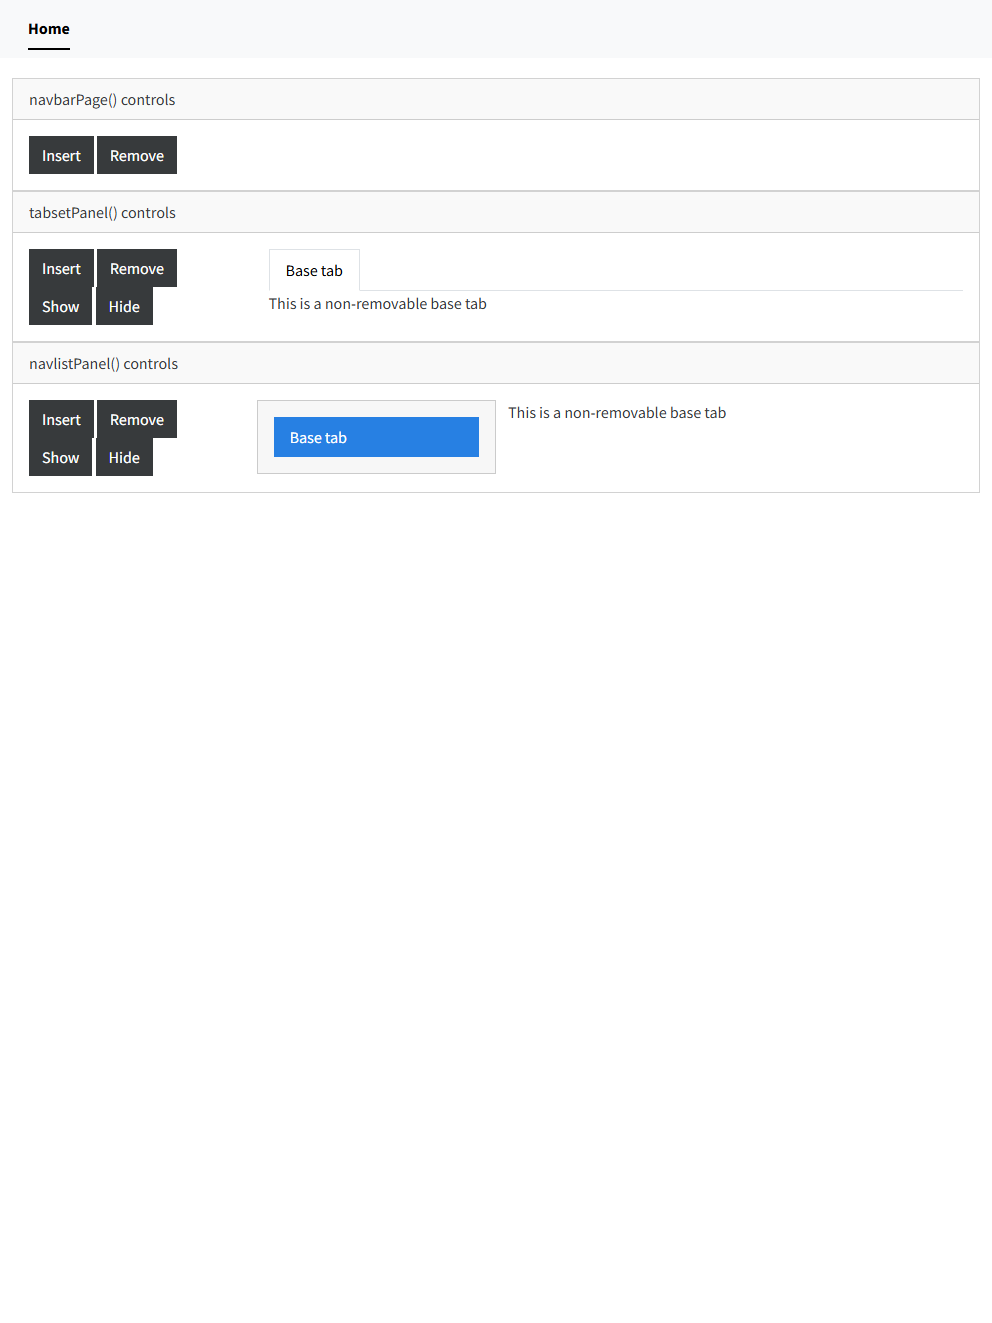 Home
navbarPage() controls
Insert Remove
tabsetPanel() controls
Insert Remove
Show Hide
Base tab
This is a non-removable base tab
navlistPanel() controls
Insert Remove
Show Hide
Base tab
This is a non-removable base tab